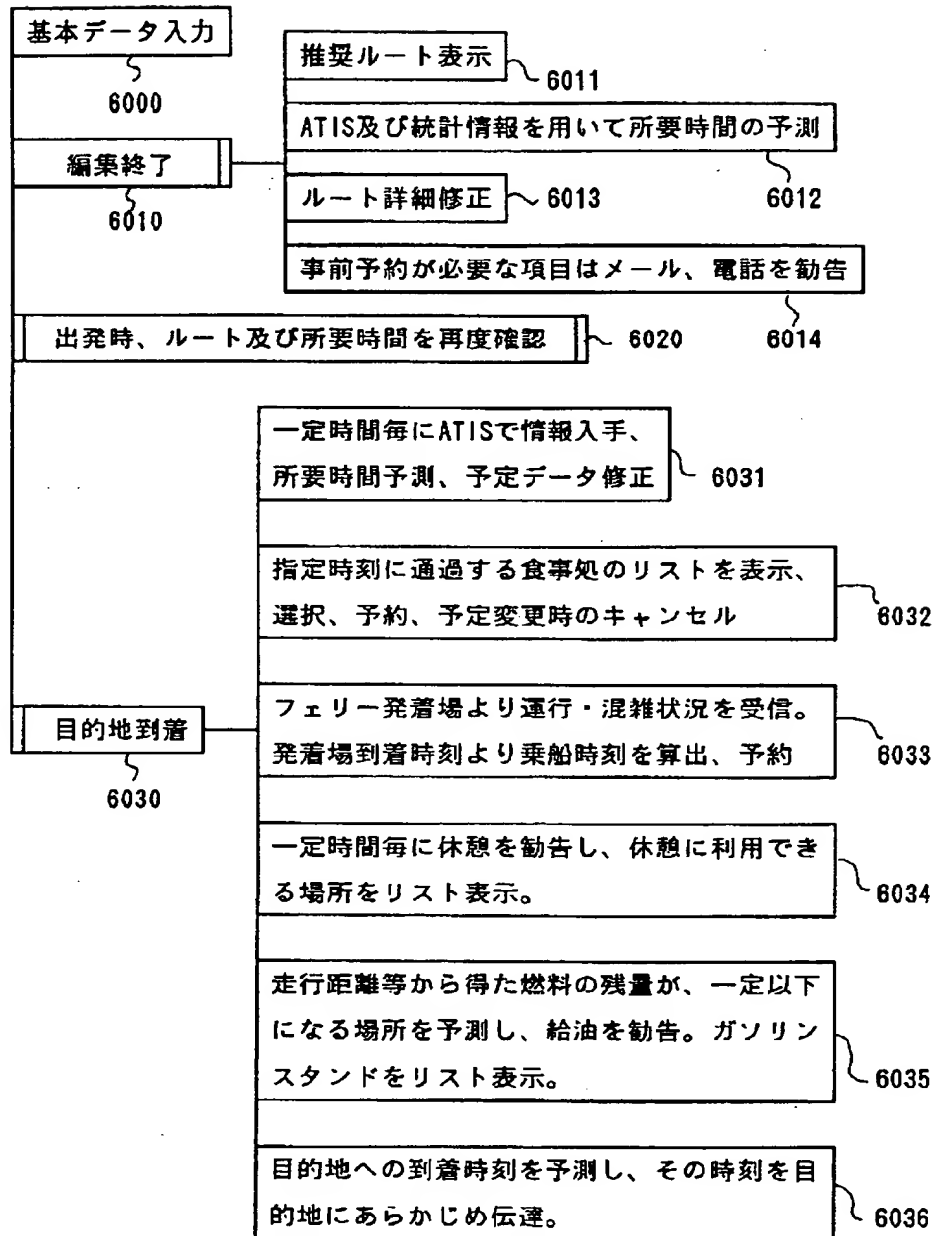 基本データ入力
6000
推奨ルート表示
6011
ATIS及び統計情報を用いて所要時間の予測
6012
編集終了
6010
ルート詳細修正
6013
事前予約が必要な項目はメール、電話を勧告
6014
出発時、ルート及び所要時間を再度確認
6020
一定時間毎にATISで情報入手、
所要時間予測、予定データ修正
6031
指定時刻に通過する食事処のリストを表示、
選択、予約、予定変更時のキャンセル
6032
目的地到着
6030
フェリー発着場より運行・混雑状況を受信。
発着場到着時刻より乗船時刻を算出、予約
6033
一定時間毎に休憩を勧告し、休憩に利用でき
る場所をリスト表示。
6034
走行距離等から得た燃料の残量が、一定以下
になる場所を予測し、給油を勧告。ガソリン
スタンドをリスト表示。
6035
目的地への到着時刻を予測し、その時刻を目
的地にあらかじめ伝達。
6036